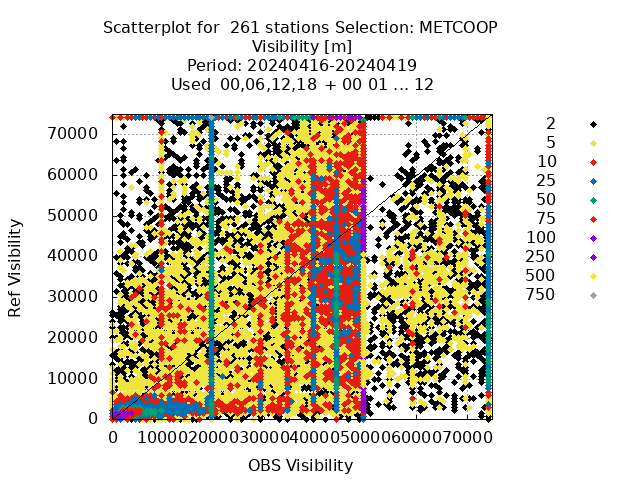 Scatterplot for  261 stations Selection: METCOOP
Visibility [m]
Period: 20240416-20240419
Used  00,06,12,18 + 00 01 ... 12
2
5
10
25
50
75
100
250
500
750
Ref Visibility
70000
60000
50000
40000
30000
20000
10000
0
0 10000 20000 30000 40000 50000 60000 70000
OBS Visibility